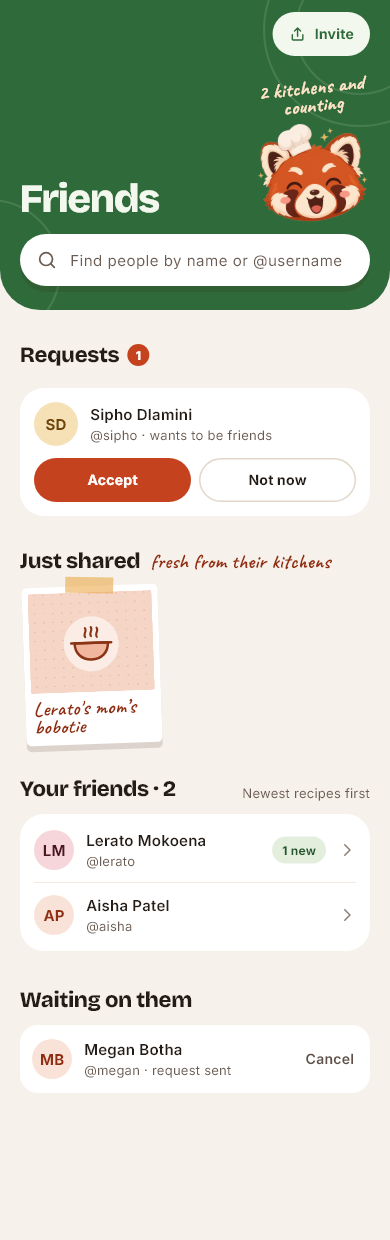 Invite
2 kitchens and
counting
Friends
Find people by name or @username
Requests 1
SD
Sipho Dlamini
@sipho · wants to be friends
Accept
Not now
Just shared fresh from their kitchens
Lerato's mom’s
bobotie
Your friends · 2
Newest recipes first
LM
Lerato Mokoena
@lerato
1 new
AP
Aisha Patel
@aisha
Waiting on them
MB
Megan Botha
@megan · request sent
Cancel